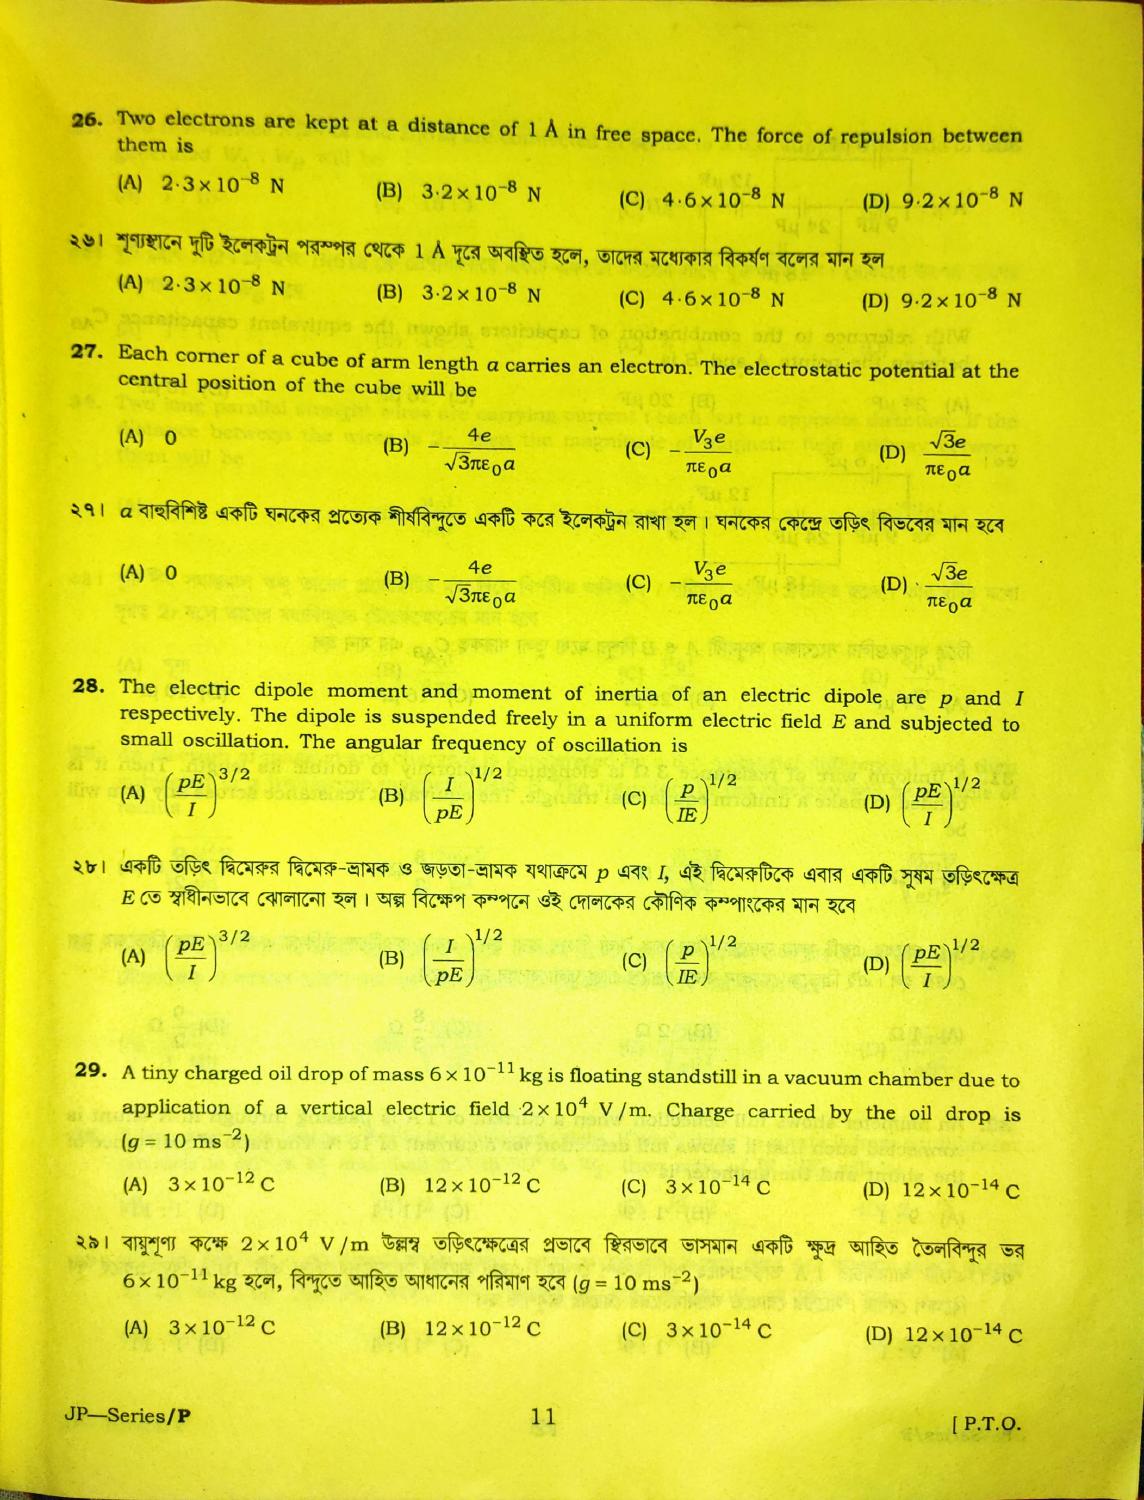 26. Two electrons are kept at a distance of 1 Å in free space. The force of repulsion between
them is
(A) 2·3×10⁻⁸ N (B) 3·2×10⁻⁸ N (C) 4·6×10⁻⁸ N (D) 9·2×10⁻⁸ N
২৬। শূণ্যস্থানে দুটি ইলেকট্রন পরস্পর থেকে 1 Å দূরে অবস্থিত হলে, তাদের মধ্যেকার বিকর্ষণ বলের মান হল
(A) 2·3×10⁻⁸ N (B) 3·2×10⁻⁸ N (C) 4·6×10⁻⁸ N (D) 9·2×10⁻⁸ N
27. Each corner of a cube of arm length a carries an electron. The electrostatic potential at the
central position of the cube will be
(A) 0 (B) −4e/√3πε₀a (C) −V₃e/πε₀a (D) √3e/πε₀a
২৭। a বাহুবিশিষ্ট একটি ঘনকের প্রত্যেক শীর্ষবিন্দুতে একটি করে ইলেকট্রন রাখা হল। ঘনকের কেন্দ্রে তড়িৎ বিভবের মান হবে
(A) 0 (B) −4e/√3πε₀a (C) −V₃e/πε₀a (D) √3e/πε₀a
28. The electric dipole moment and moment of inertia of an electric dipole are p and I
respectively. The dipole is suspended freely in a uniform electric field E and subjected to
small oscillation. The angular frequency of oscillation is
(A) (pE/I)^3/2 (B) (I/pE)^1/2 (C) (p/IE)^1/2 (D) (pE/I)^1/2
২৮। একটি তড়িৎ দ্বিমেরুর দ্বিমেরু-ভ্রামক ও জড়তা-ভ্রামক যথাক্রমে p এবং I, এই দ্বিমেরুটিকে এবার একটি সুষম তড়িৎক্ষেত্র
E তে স্বাধীনভাবে ঝোলানো হল। অল্প বিক্ষেপ কম্পনে ওই দোলকের কৌণিক কম্পাংকের মান হবে
(A) (pE/I)^3/2 (B) (I/pE)^1/2 (C) (p/IE)^1/2 (D) (pE/I)^1/2
29. A tiny charged oil drop of mass 6×10⁻¹¹ kg is floating standstill in a vacuum chamber due to
application of a vertical electric field 2×10⁴ V/m. Charge carried by the oil drop is
(g = 10 ms⁻²)
(A) 3×10⁻¹² C (B) 12×10⁻¹² C (C) 3×10⁻¹⁴ C (D) 12×10⁻¹⁴ C
২৯। বায়ুশূণ্য কক্ষে 2×10⁴ V/m উল্লম্ব তড়িৎক্ষেত্রের প্রভাবে স্থিরভাবে ভাসমান একটি ক্ষুদ্র আহিত তৈলবিন্দুর ভর
6×10⁻¹¹ kg হলে, বিন্দুতে আহিত আধানের পরিমাণ হবে (g = 10 ms⁻²)
(A) 3×10⁻¹² C (B) 12×10⁻¹² C (C) 3×10⁻¹⁴ C (D) 12×10⁻¹⁴ C
JP—Series/P 11 [ P.T.O.